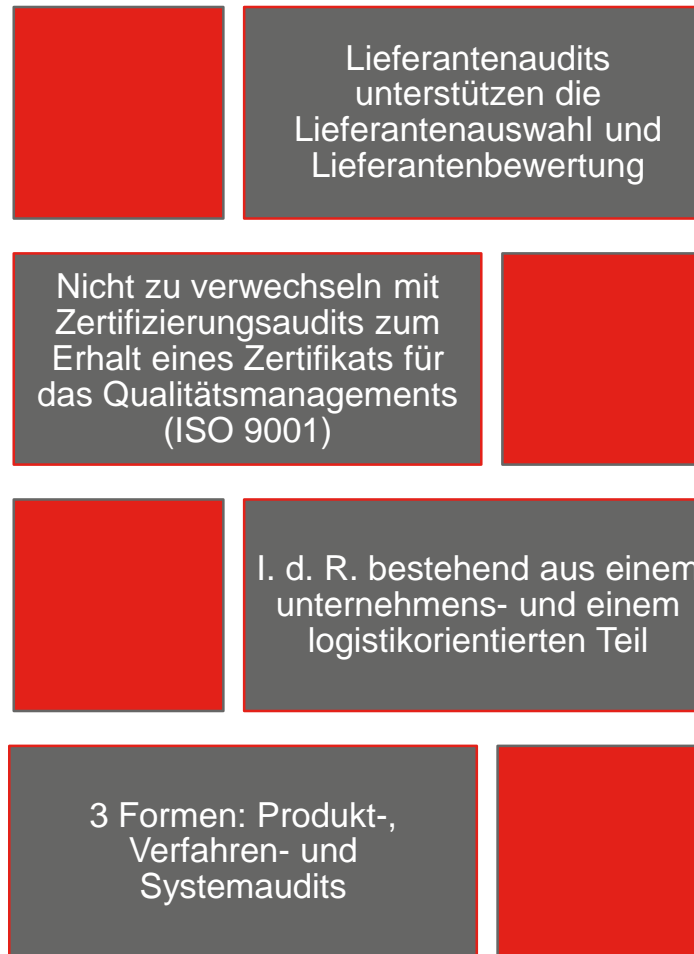 Lieferantenaudits
unterstützen die
Lieferantenauswahl und
Lieferantenbewertung
Nicht zu verwechseln mit
Zertifizierungsaudits zum
Erhalt eines Zertifikats für
das Qualitätsmanagements
(ISO 9001)
I. d. R. bestehend aus einem
unternehmens- und einem
logistikorientierten Teil
3 Formen: Produkt-,
Verfahren- und
Systemaudits